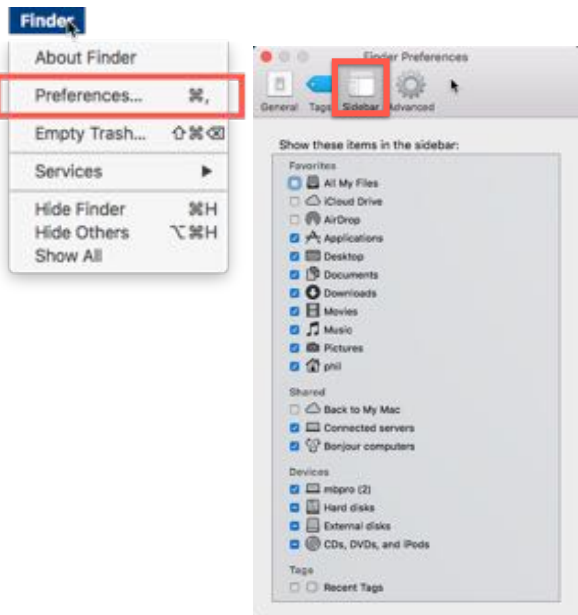 Finder
About Finder
Preferences... ⌘,
Empty Trash... ⇧⌘⌫
Services ▶
Hide Finder ⌘H
Hide Others ⌥⌘H
Show All
Finder Preferences
General Tags Sidebar Advanced
Show these items in the sidebar:
Favorites
All My Files
iCloud Drive
AirDrop
Applications
Desktop
Documents
Downloads
Movies
Music
Pictures
phil
Shared
Back to My Mac
Connected servers
Bonjour computers
Devices
mbpro (2)
Hard disks
External disks
CDs, DVDs, and iPods
Tags
Recent Tags